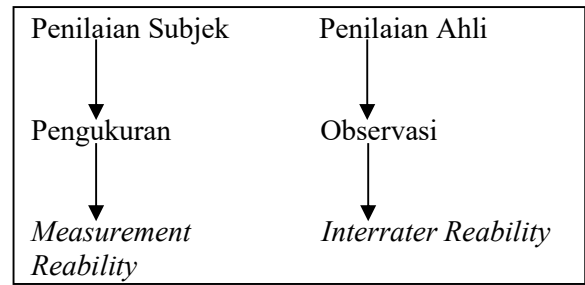 Penilaian Subjek Penilaian Ahli
Pengukuran Observasi
Measurement Interrater Reability
Reability